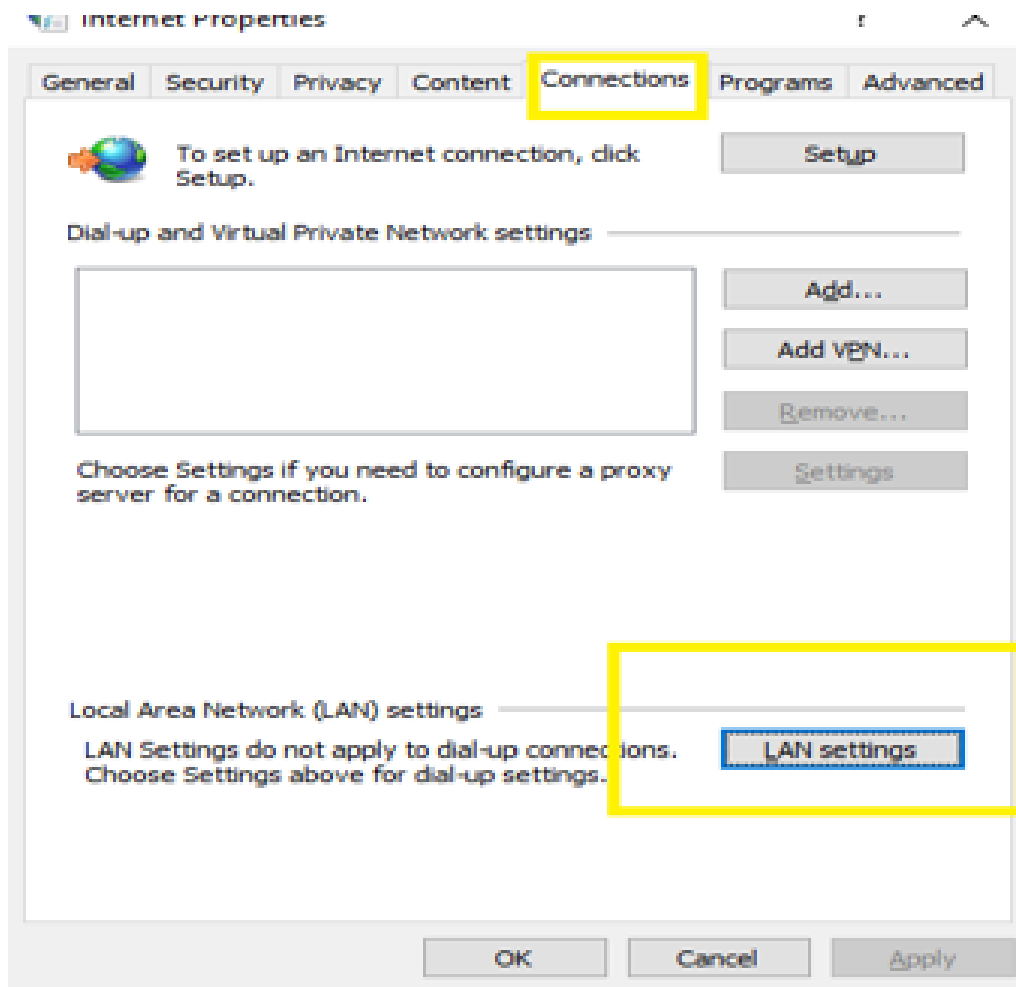 Internet Properties
General Security Privacy Content Connections Programs Advanced
To set up an Internet connection, click
Setup.
Setup
Dial-up and Virtual Private Network settings
Add...
Add VPN...
Remove...
Choose Settings if you need to configure a proxy
server for a connection.
Settings
Local Area Network (LAN) settings
LAN Settings do not apply to dial-up connections.
Choose Settings above for dial-up settings.
LAN settings
OK Cancel Apply